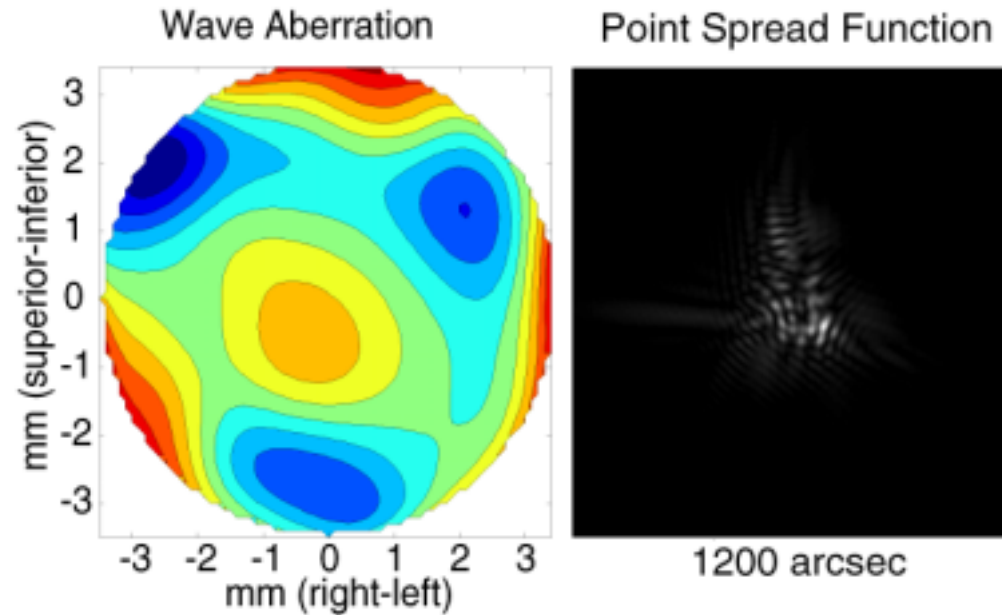 Wave Aberration
Point Spread Function
mm (superior-inferior)
3
2
1
0
-1
-2
-3
-3 -2 -1 0 1 2 3
mm (right-left)
1200 arcsec